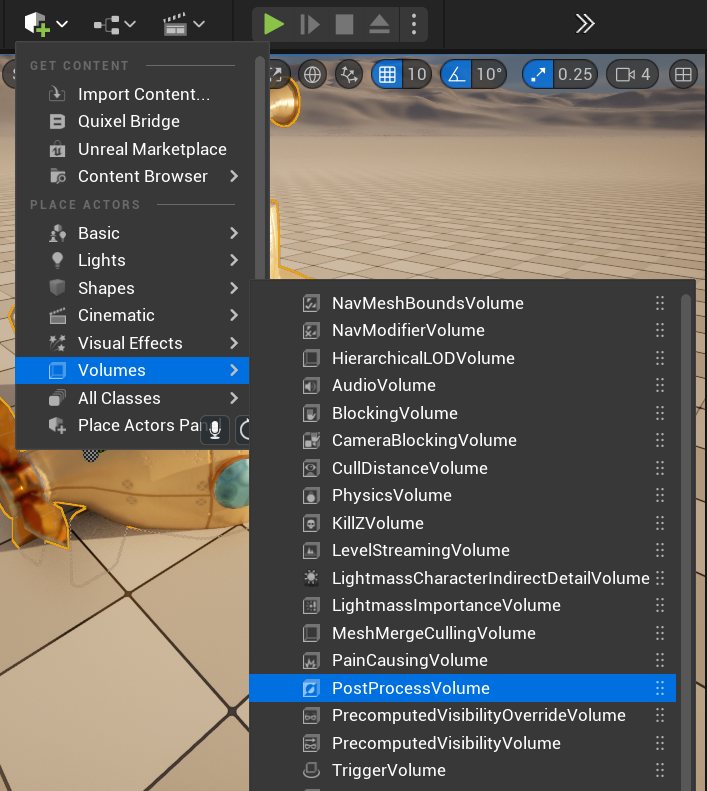 10
10°
0.25
4
GET CONTENT
Import Content...
Quixel Bridge
Unreal Marketplace
Content Browser
PLACE ACTORS
Basic
Lights
Shapes
Cinematic
Visual Effects
Volumes
All Classes
Place Actors Pan
NavMeshBoundsVolume
NavModifierVolume
HierarchicalLODVolume
AudioVolume
BlockingVolume
CameraBlockingVolume
CullDistanceVolume
PhysicsVolume
KillZVolume
LevelStreamingVolume
LightmassCharacterIndirectDetailVolume
LightmassImportanceVolume
MeshMergeCullingVolume
PainCausingVolume
PostProcessVolume
PrecomputedVisibilityOverrideVolume
PrecomputedVisibilityVolume
TriggerVolume